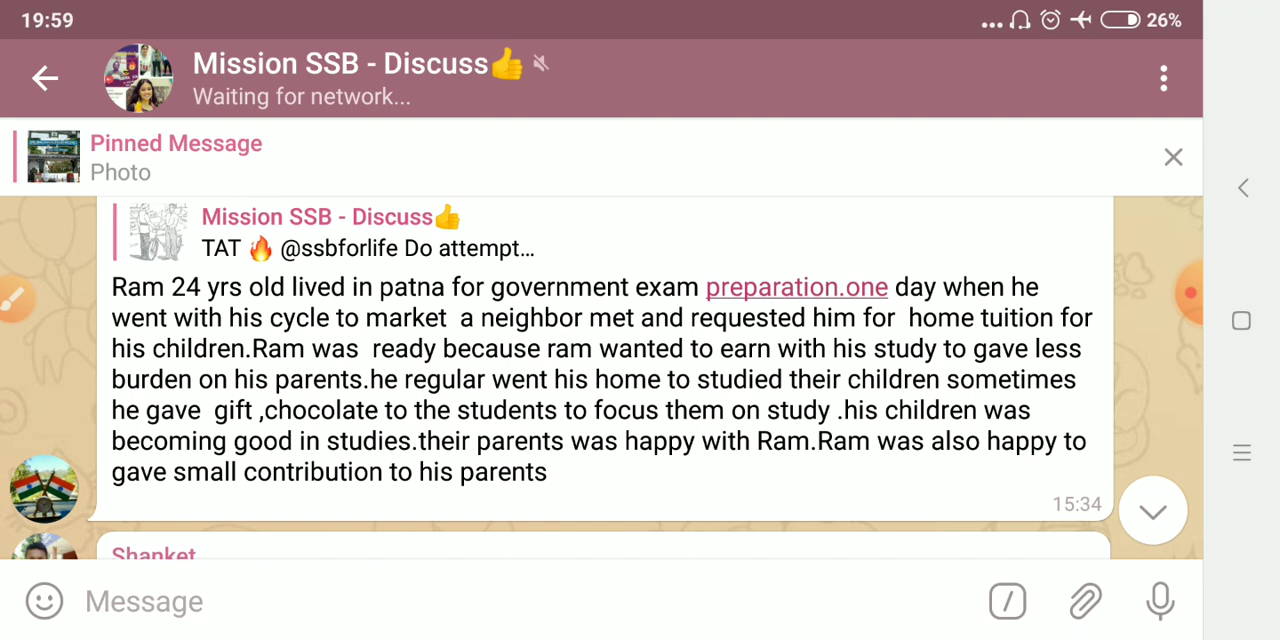 19:59
26%
Mission SSB - Discuss👍
Waiting for network...
Pinned Message
Photo
Mission SSB - Discuss👍
TAT 🔥 @ssbforlife Do attempt...
Ram 24 yrs old lived in patna for government exam preparation.one day when he
went with his cycle to market  a neighbor met and requested him for  home tuition for
his children.Ram was  ready because ram wanted to earn with his study to gave less
burden on his parents.he regular went his home to studied their children sometimes
he gave  gift ,chocolate to the students to focus them on study .his children was
becoming good in studies.their parents was happy with Ram.Ram was also happy to
gave small contribution to his parents
15:34
Shanket
Message